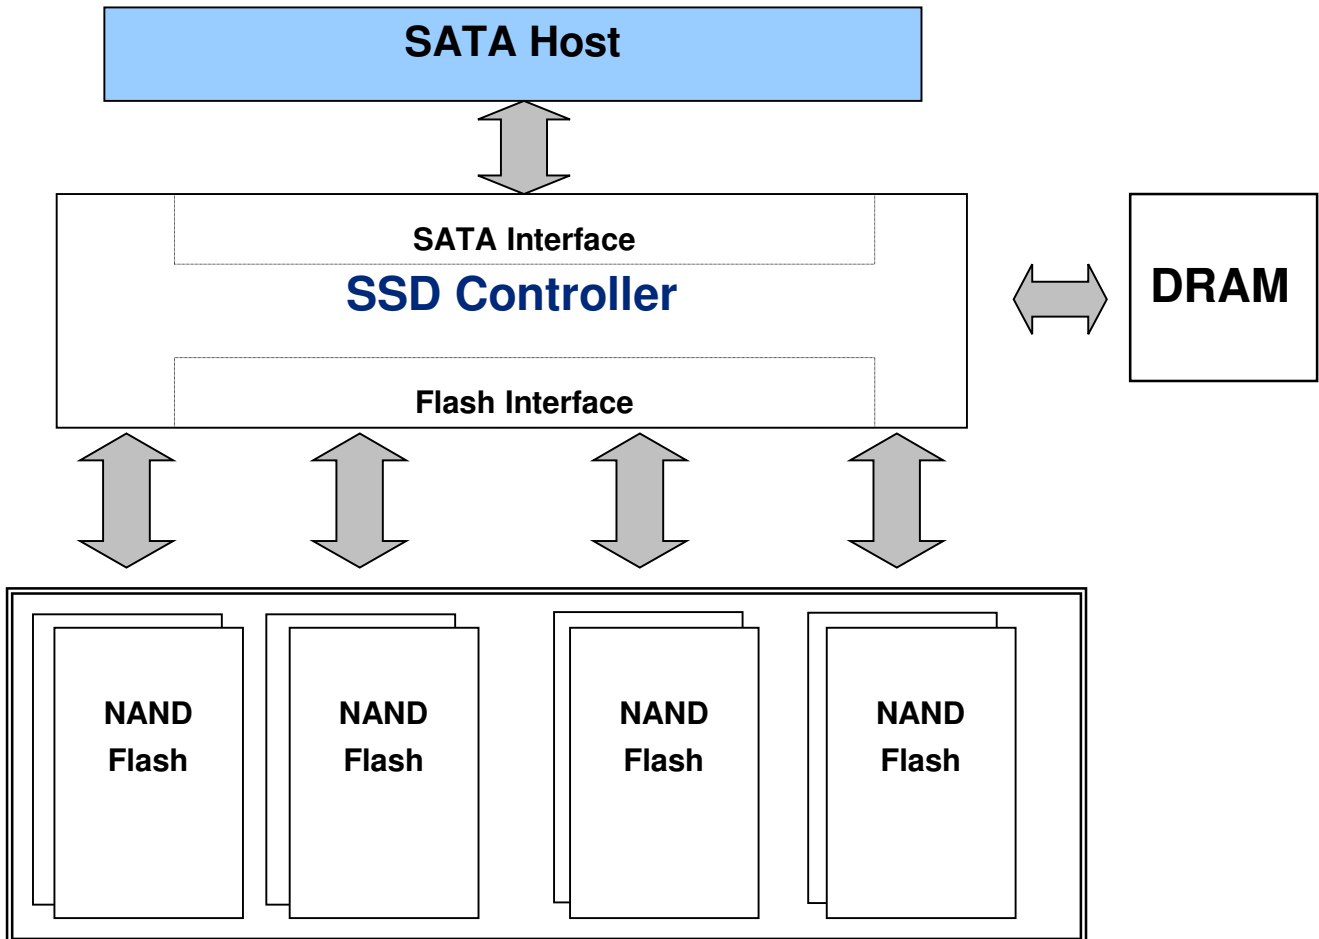 SATA Host
SATA Interface
SSD Controller
DRAM
Flash Interface
NAND
Flash
NAND
Flash
NAND
Flash
NAND
Flash